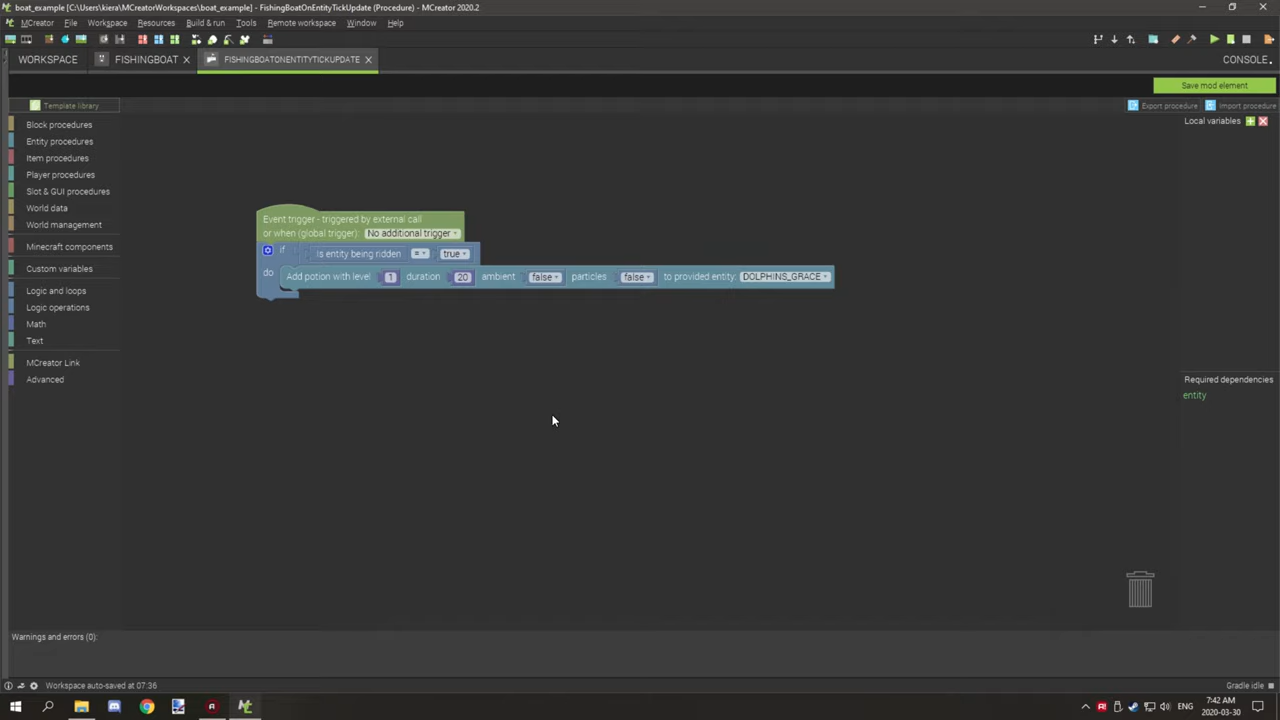 boat_example [C:\Users\kiera\MCreatorWorkspaces\boat_example] - FishingBoatOnEntityTickUpdate (Procedure) - MCreator 2020.2
MCreator File Workspace Resources Build & run Tools Remote workspace Window Help
WORKSPACE FISHINGBOAT FISHINGBOATONENTITYTICKUPDATE CONSOLE
Save mod element
Template library Export procedure Import procedure
Local variables
Block procedures
Entity procedures
Item procedures
Player procedures
Slot & GUI procedures
World data
World management
Minecraft components
Custom variables
Logic and loops
Logic operations
Math
Text
MCreator Link
Advanced
Event trigger - triggered by external call
or when (global trigger): No additional trigger
if Is entity being ridden = true
do Add potion with level 1 duration 20 ambient false particles false to provided entity: DOLPHINS_GRACE
Required dependencies
entity
Warnings and errors (0):
Workspace auto-saved at 07:36 Gradle idle
ENG 7:42 AM
2020-03-30